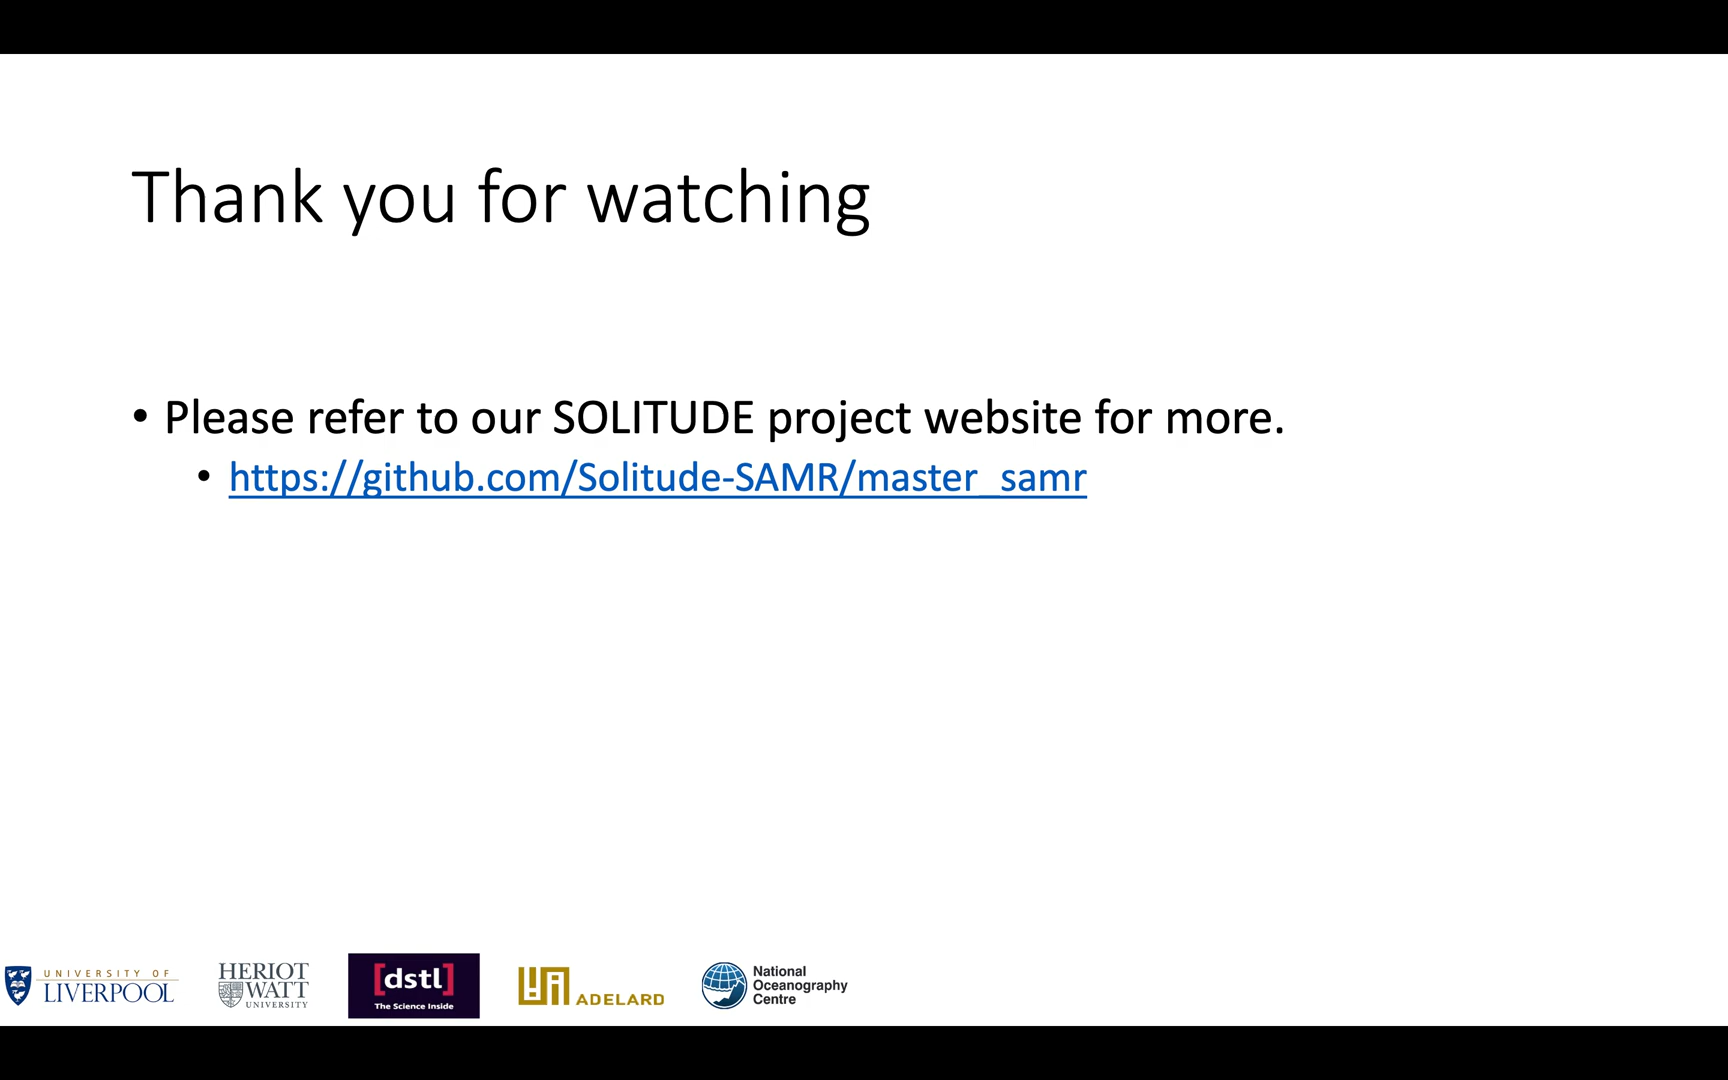 Thank you for watching
• Please refer to our SOLITUDE project website for more.
• https://github.com/Solitude-SAMR/master_samr
UNIVERSITY OF
LIVERPOOL
HERIOT
WATT
UNIVERSITY
[dstl]
The Science Inside
ADELARD
National
Oceanography
Centre